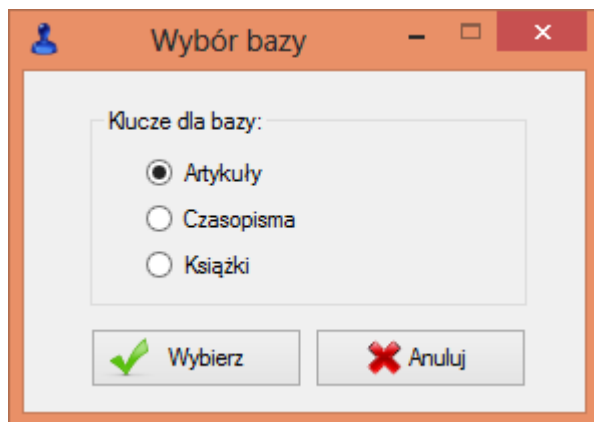 Wybór bazy
Klucze dla bazy:
Artykuły
Czasopisma
Książki
Wybierz
Anuluj